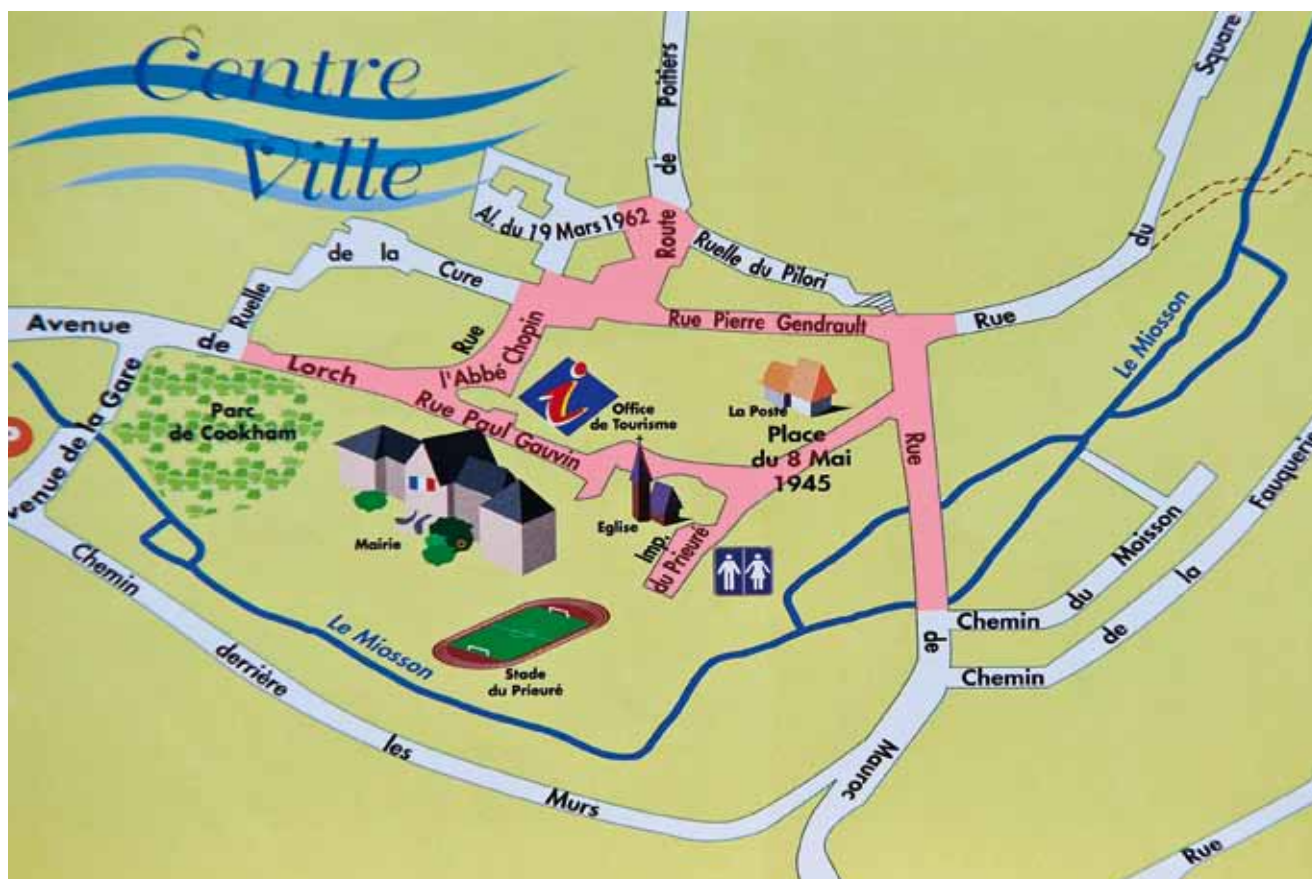 Centre
Ville
de Poitiers
Route
Square
du
Rue
Al. du 19 Mars 1962
Ruelle du Pilori
Ruelle de la Cure
Rue Pierre Gendrault
Rue
l'Abbé Chopin
Avenue de Lorch
Rue Paul Gauvin
Office
de Tourisme
La Poste
Place
du 8 Mai
1945
Le Miosson
Parc
de Cookham
venue de la Gare
Mairie
Eglise
Imp.
du Prieuré
Stade
du Prieuré
Le Miosson
Rue de Mauroc
Chemin du Moisson
Chemin de la Fauquerie
Chemin derrière les Murs
Rue